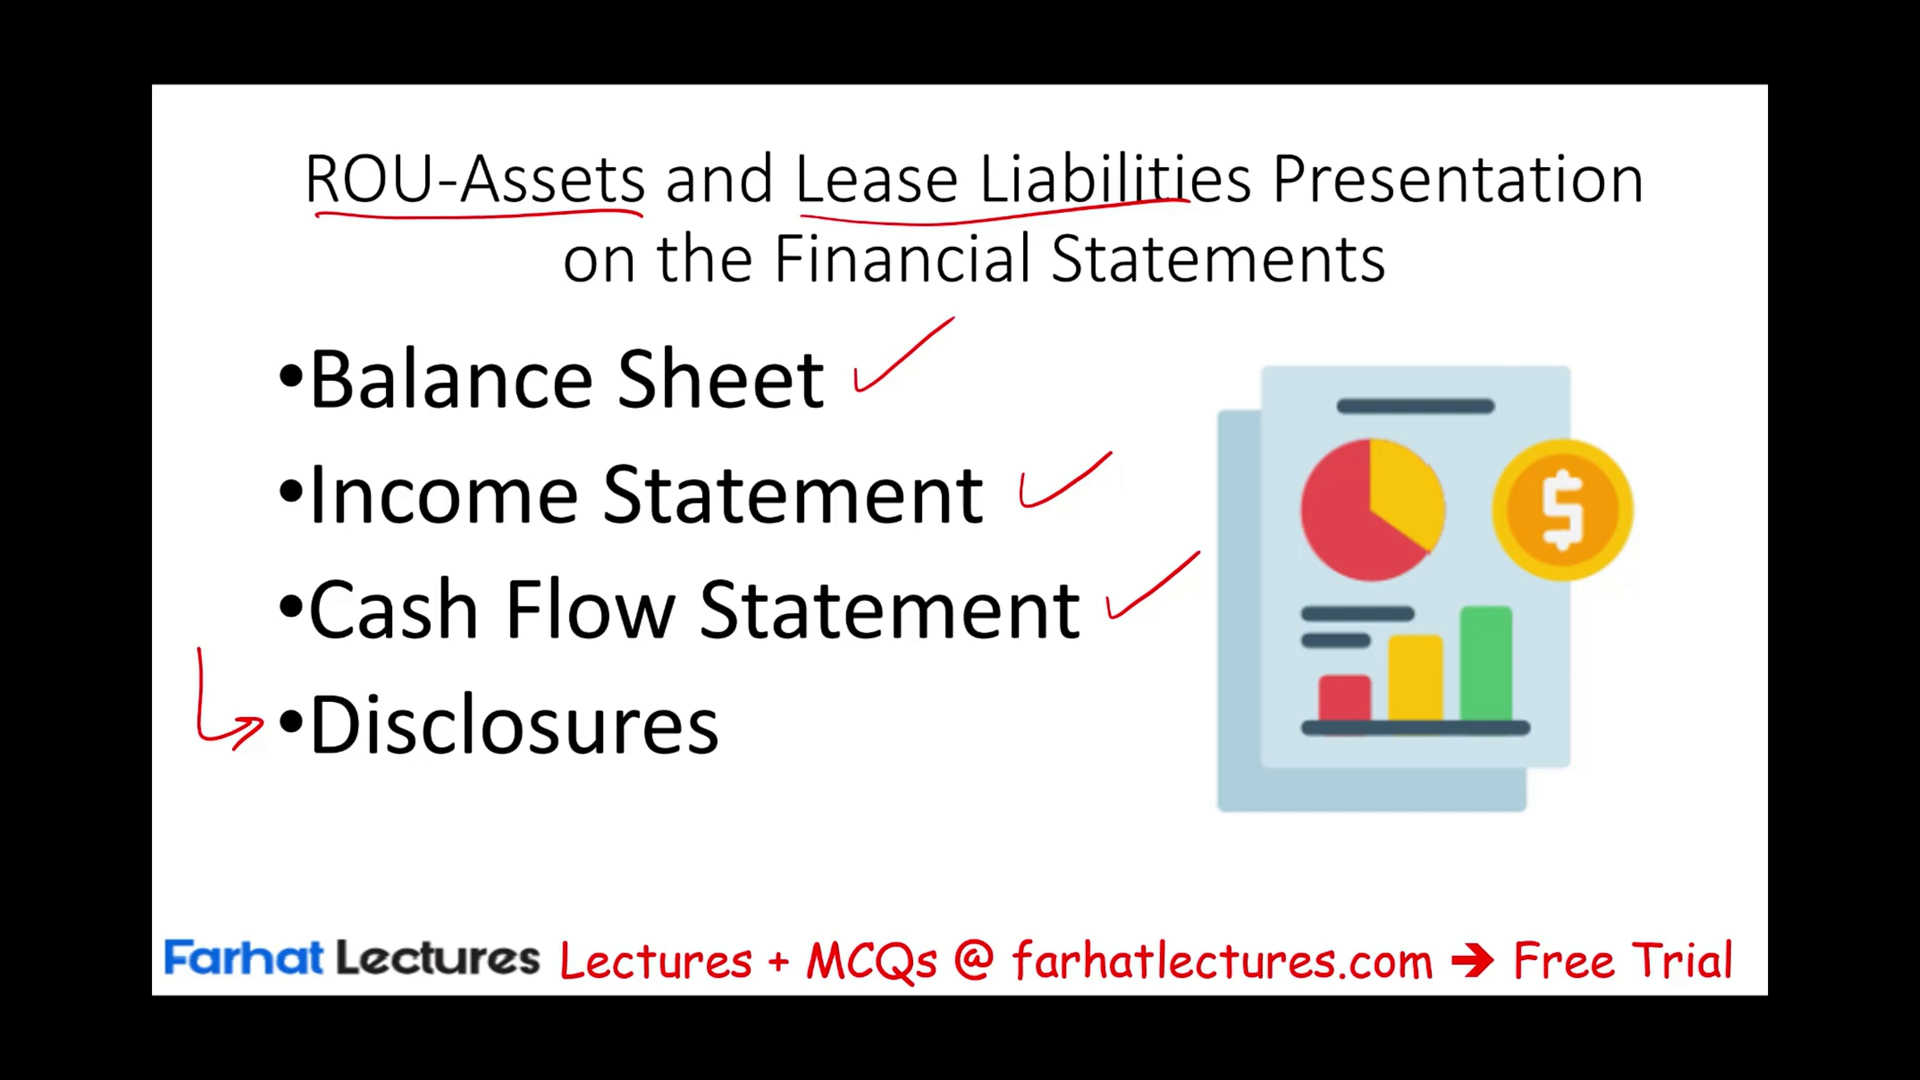 ROU-Assets and Lease Liabilities Presentation
on the Financial Statements
•Balance Sheet
•Income Statement
•Cash Flow Statement
•Disclosures
$
Farhat Lectures Lectures + MCQs @ farhatlectures.com → Free Trial